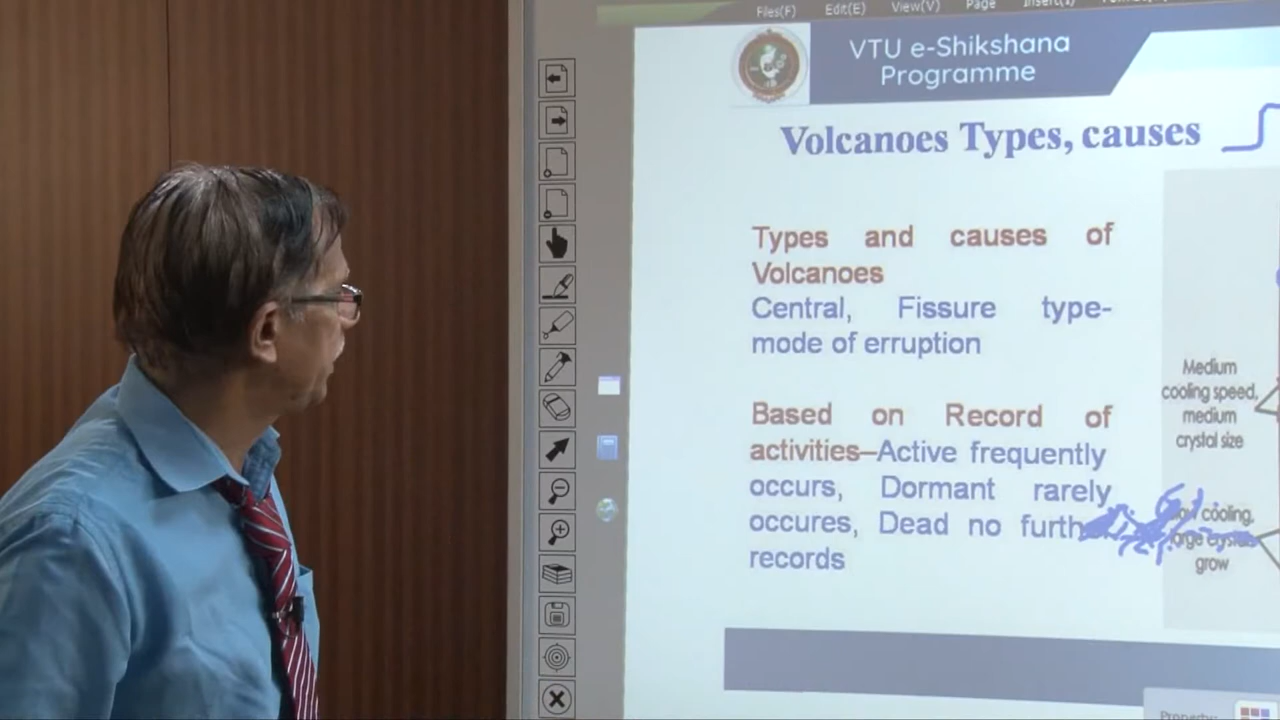 Files(F) Edit(E) View(V) Page Insert(I)
VTU e-Shikshana
Programme
Volcanoes Types, causes
Types and causes of
Volcanoes
Central, Fissure type-
mode of erruption
Medium
cooling speed,
medium
crystal size
Based on Record of
activities–Active frequently
occurs, Dormant rarely
occures, Dead no furth
records
cooling,
large
grow